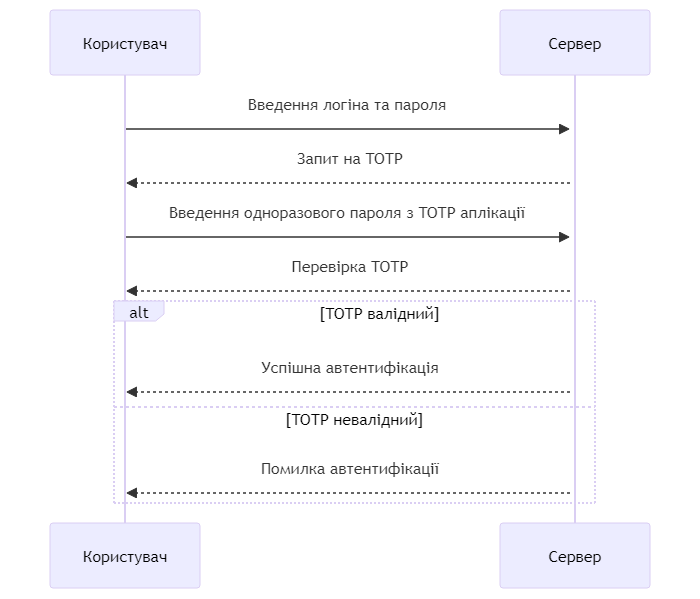 Користувач
Сервер
Введення логіна та пароля
Запит на TOTP
Введення одноразового пароля з TOTP аплікації
Перевірка TOTP
alt
[TOTP валідний]
Успішна автентифікація
[TOTP невалідний]
Помилка автентифікації
Користувач
Сервер